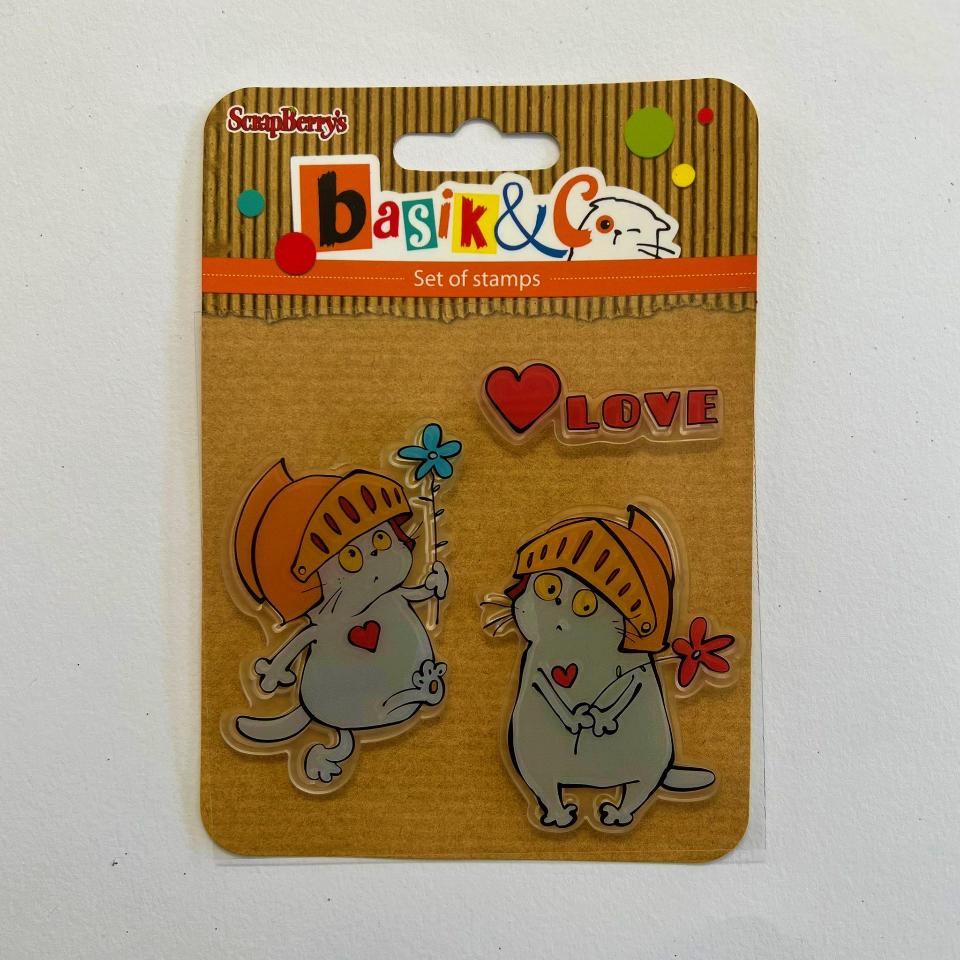 ScrapBerry's
basik&Co
Set of stamps
LOVE